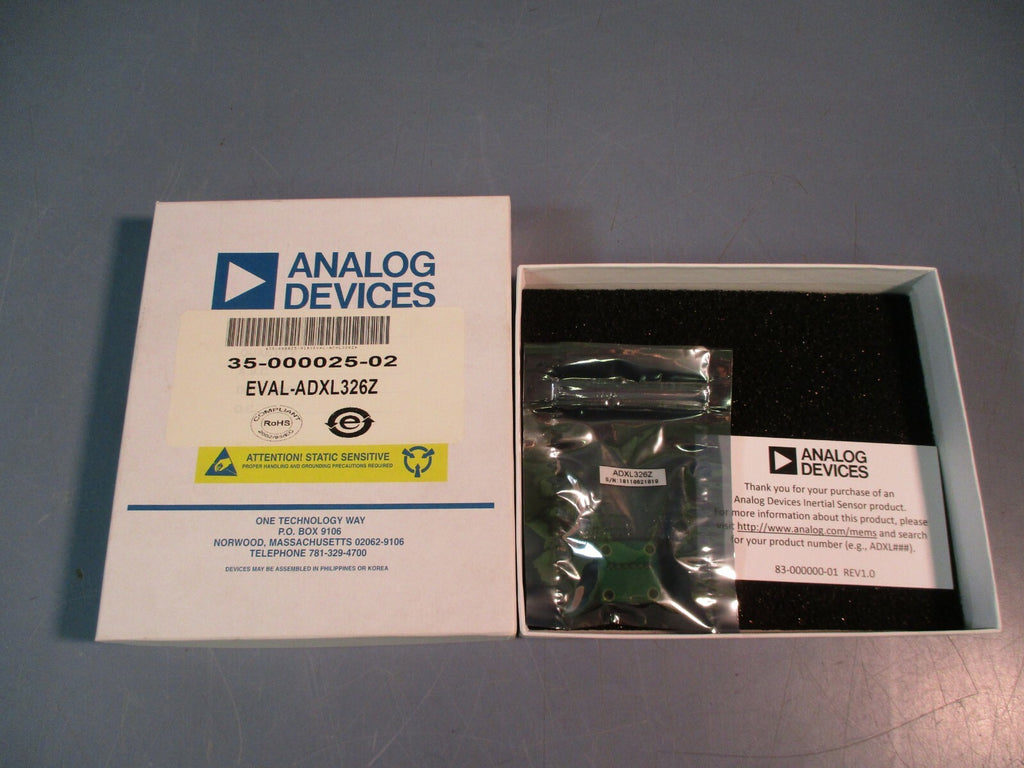 ANALOG
DEVICES
35-000025-02
EVAL-ADXL326Z
COMPLIANT
RoHS
e
ATTENTION! STATIC SENSITIVE
PROPER HANDLING AND GROUNDING PRECAUTIONS REQUIRED
ONE TECHNOLOGY WAY
P.O. BOX 9106
NORWOOD, MASSACHUSETTS 02062-9106
TELEPHONE 781-329-4700
DEVICES MAY BE ASSEMBLED IN PHILIPPINES OR KOREA
ADXL326Z
S/N 10110621019
ANALOG
DEVICES
Thank you for your purchase of an
Analog Devices Inertial Sensor product.
For more information about this product, please
visit http://www.analog.com/mems and search
for your product number (e.g., ADXL###).
83-000000-01 REV1.0